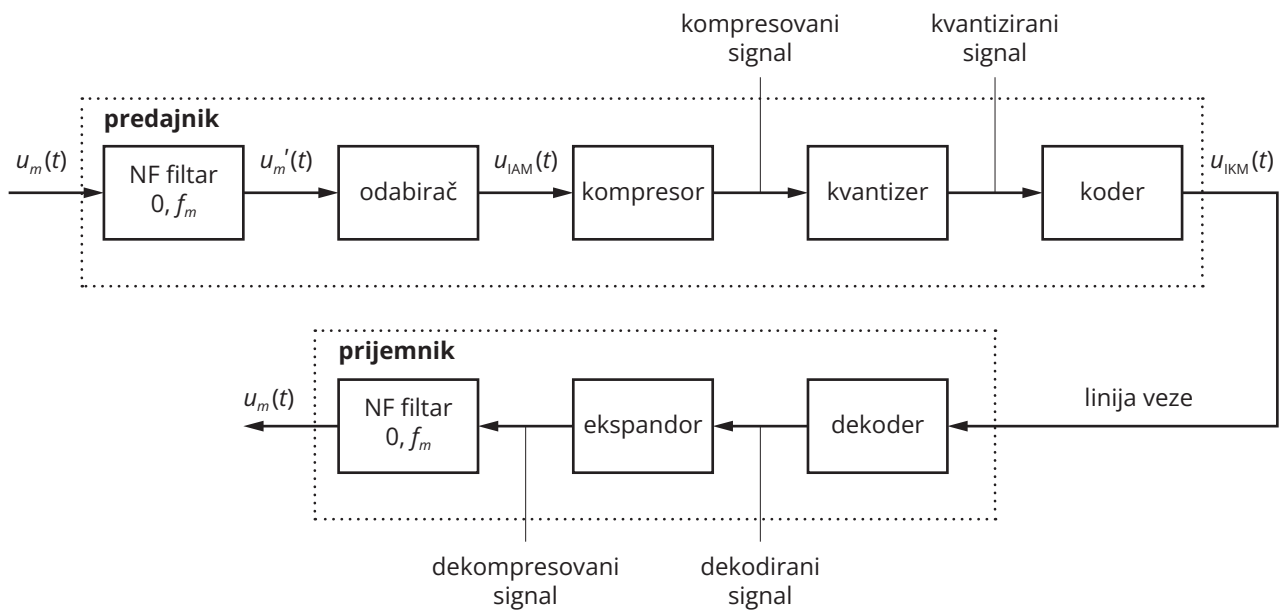 kompresovani
signal
kvantizirani
signal
predajnik
u_m(t)
NF filtar
0, f_m
u_m'(t)
odabirač
u_IAM(t)
kompresor
kvantizer
koder
u_IKM(t)
prijemnik
u_m(t)
NF filtar
0, f_m
ekspandor
dekoder
linija veze
dekompresovani
signal
dekodirani
signal